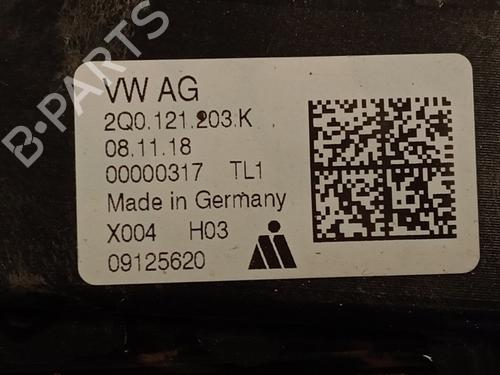 B-PARTS
VW AG
2Q0.121.203.K
08.11.18
00000317 TL1
Made in Germany
X004 H03
09125620